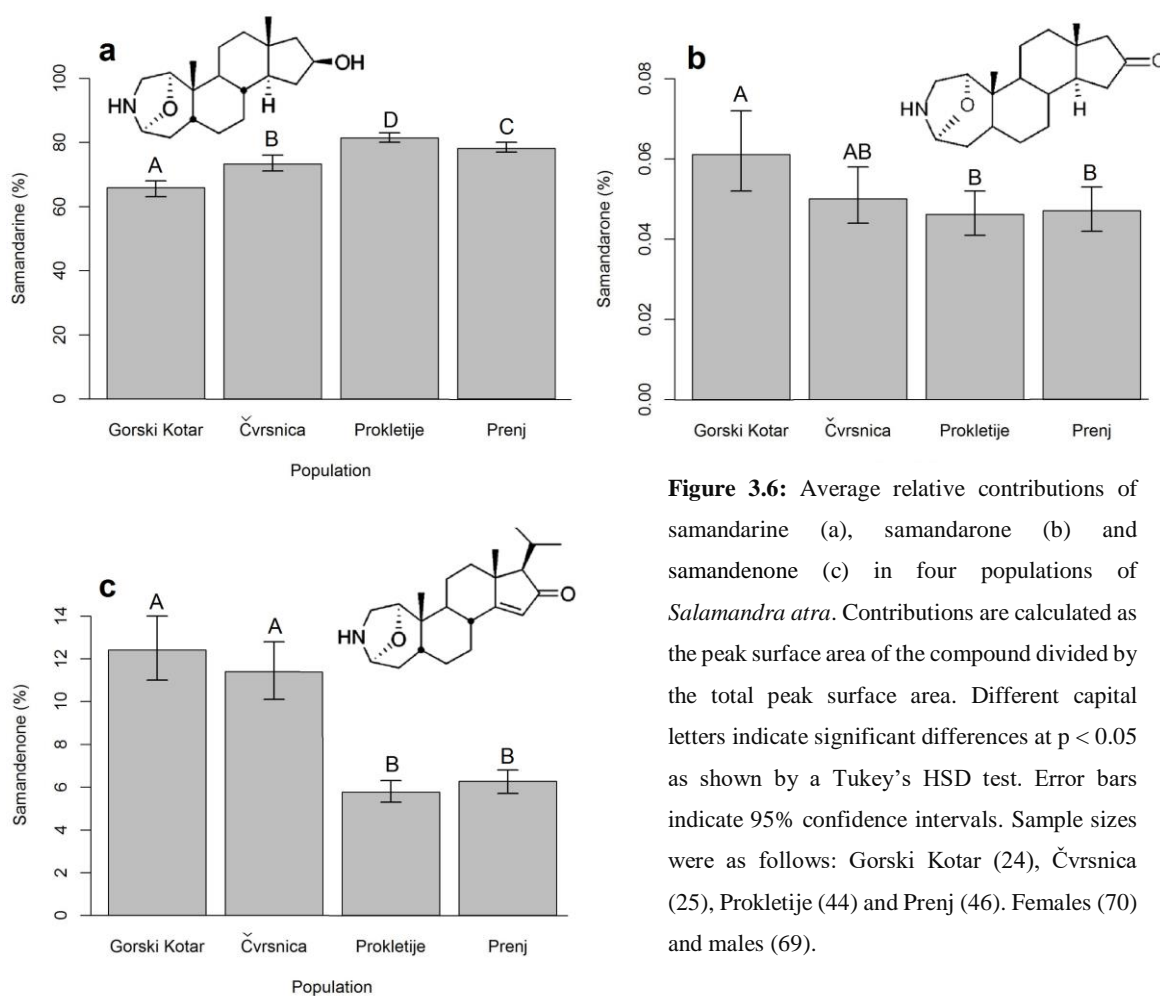 a
OH
HN
O
H
Samandarine (%)
100
80
60
40
20
0
A
B
D
C
Gorski Kotar
Čvrsnica
Prokletije
Prenj
Population
b
O
HN
O
H
Samandarone (%)
0.08
0.06
0.04
0.02
0.00
A
AB
B
B
Gorski Kotar
Čvrsnica
Prokletije
Prenj
c
O
HN
O
Samandenone (%)
14
12
10
8
6
4
2
0
A
A
B
B
Gorski Kotar
Čvrsnica
Prokletije
Prenj
Population
Figure 3.6: Average relative contributions of
samandarine (a), samandarone (b) and
samandenone (c) in four populations of
Salamandra atra. Contributions are calculated as
the peak surface area of the compound divided by
the total peak surface area. Different capital
letters indicate significant differences at p < 0.05
as shown by a Tukey’s HSD test. Error bars
indicate 95% confidence intervals. Sample sizes
were as follows: Gorski Kotar (24), Čvrsnica
(25), Prokletije (44) and Prenj (46). Females (70)
and males (69).